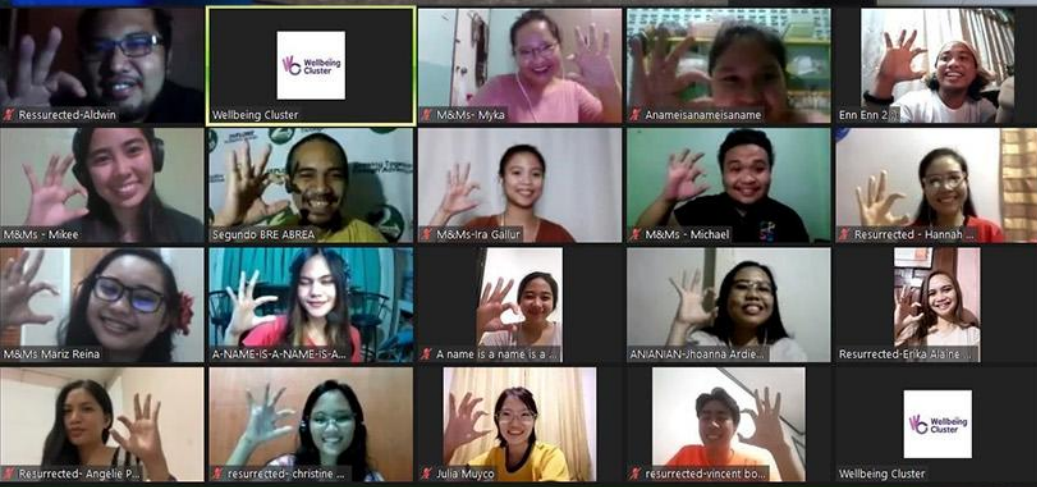 Ressurected-Aldwin
Wellbeing
Cluster
Wellbeing Cluster
M&Ms- Myka
Anameisanameisaname
Enn Enn 2
M&Ms - Mikee
Segundo BRE ABREA
M&Ms-Ira Gallur
M&Ms - Michael
Resurrected - Hannah ...
M&Ms Mariz Reina
A-NAME-iS-A-NAME-iS-A...
A name is a name is a ...
ANIANIAN-Jhoanna Ardie...
Resurrected-Erika Alaine ...
Resurrected- Angelie P...
resurrected- christine ...
Julia Muyco
resurrected-vincent bo...
Wellbeing
Cluster
Wellbeing Cluster